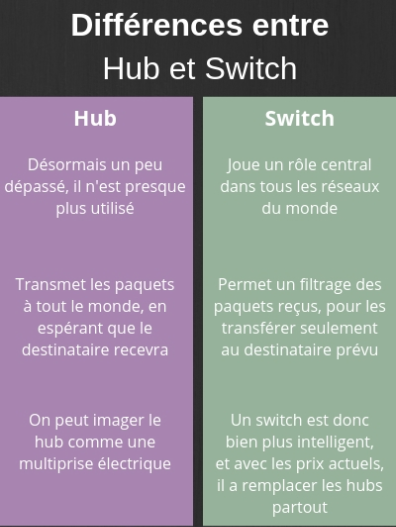 Différences entre
Hub et Switch
Hub
Désormais un peu
dépassé, il n'est presque
plus utilisé
Transmet les paquets
à tout le monde, en
espérant que le
destinataire recevra
On peut imager le
hub comme une
multiprise électrique
Switch
Joue un rôle central
dans tous les réseaux
du monde
Permet un filtrage des
paquets reçus, pour les
transférer seulement
au destinataire prévu
Un switch est donc
bien plus intelligent,
et avec les prix actuels,
il a remplacer les hubs
partout